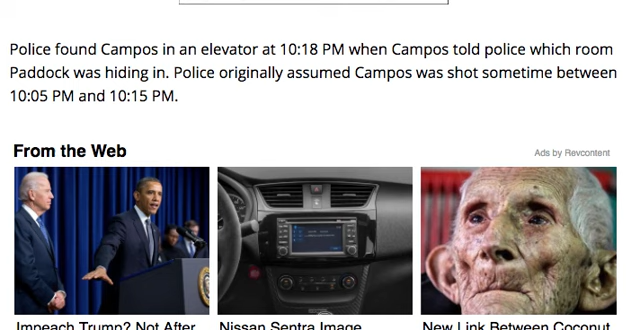 Police found Campos in an elevator at 10:18 PM when Campos told police which room
Paddock was hiding in. Police originally assumed Campos was shot sometime between
10:05 PM and 10:15 PM.
From the Web
Ads by Revcontent
Impeach Trump? Not After
Nissan Sentra Image
New Link Between Coconut